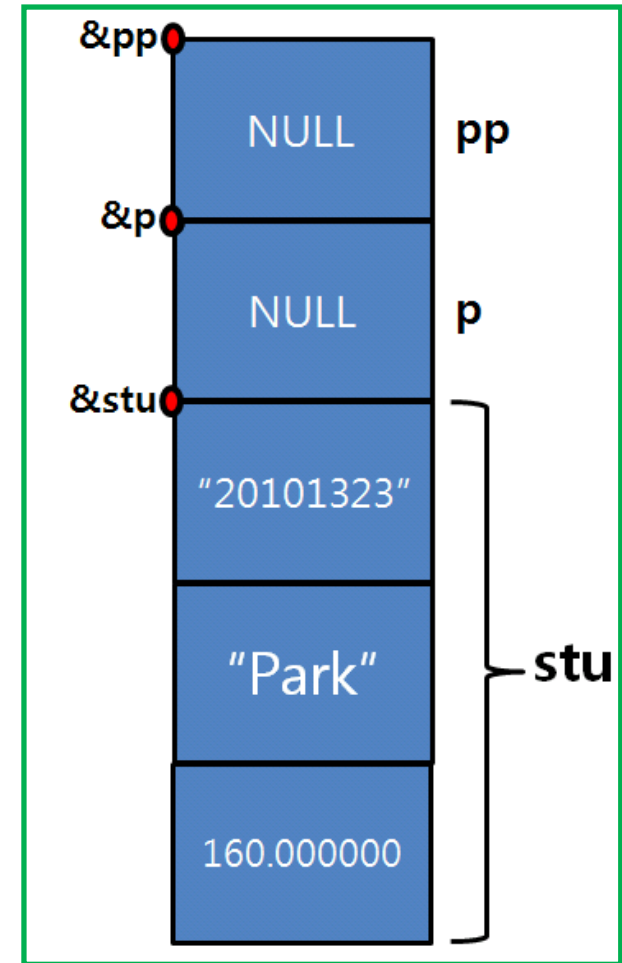 &pp
NULL
pp
&p
NULL
p
&stu
"20101323"
"Park"
stu
160.000000